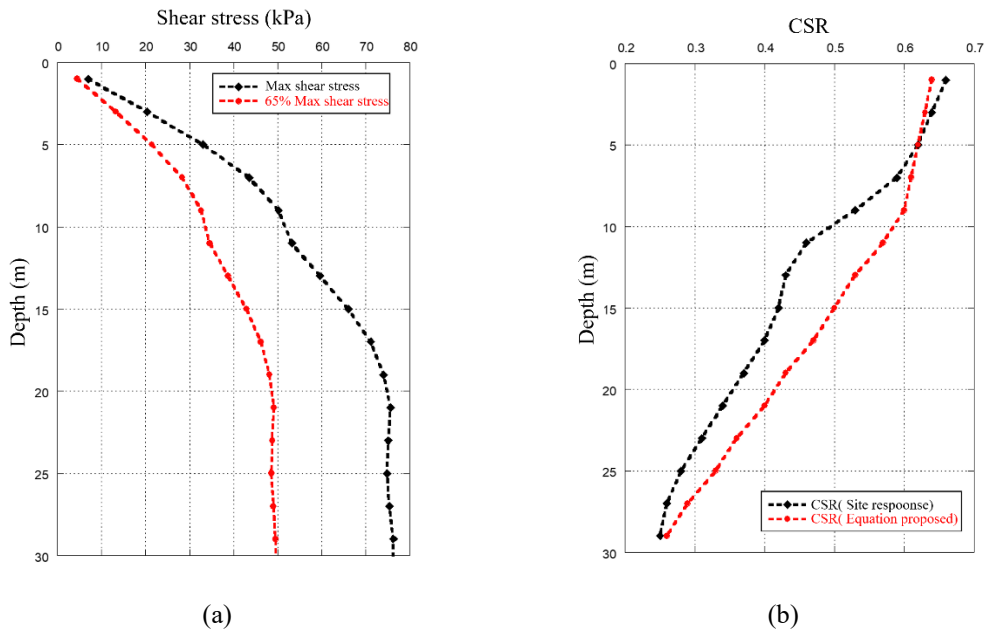 Shear stress (kPa)
0 10 20 30 40 50 60 70 80
0
5
10
15
20
25
30
Depth (m)
Max shear stress
65% Max shear stress
(a)
CSR
0.2 0.3 0.4 0.5 0.6 0.7
0
5
10
15
20
25
30
Depth (m)
CSR( Site respoonse)
CSR( Equation proposed)
(b)